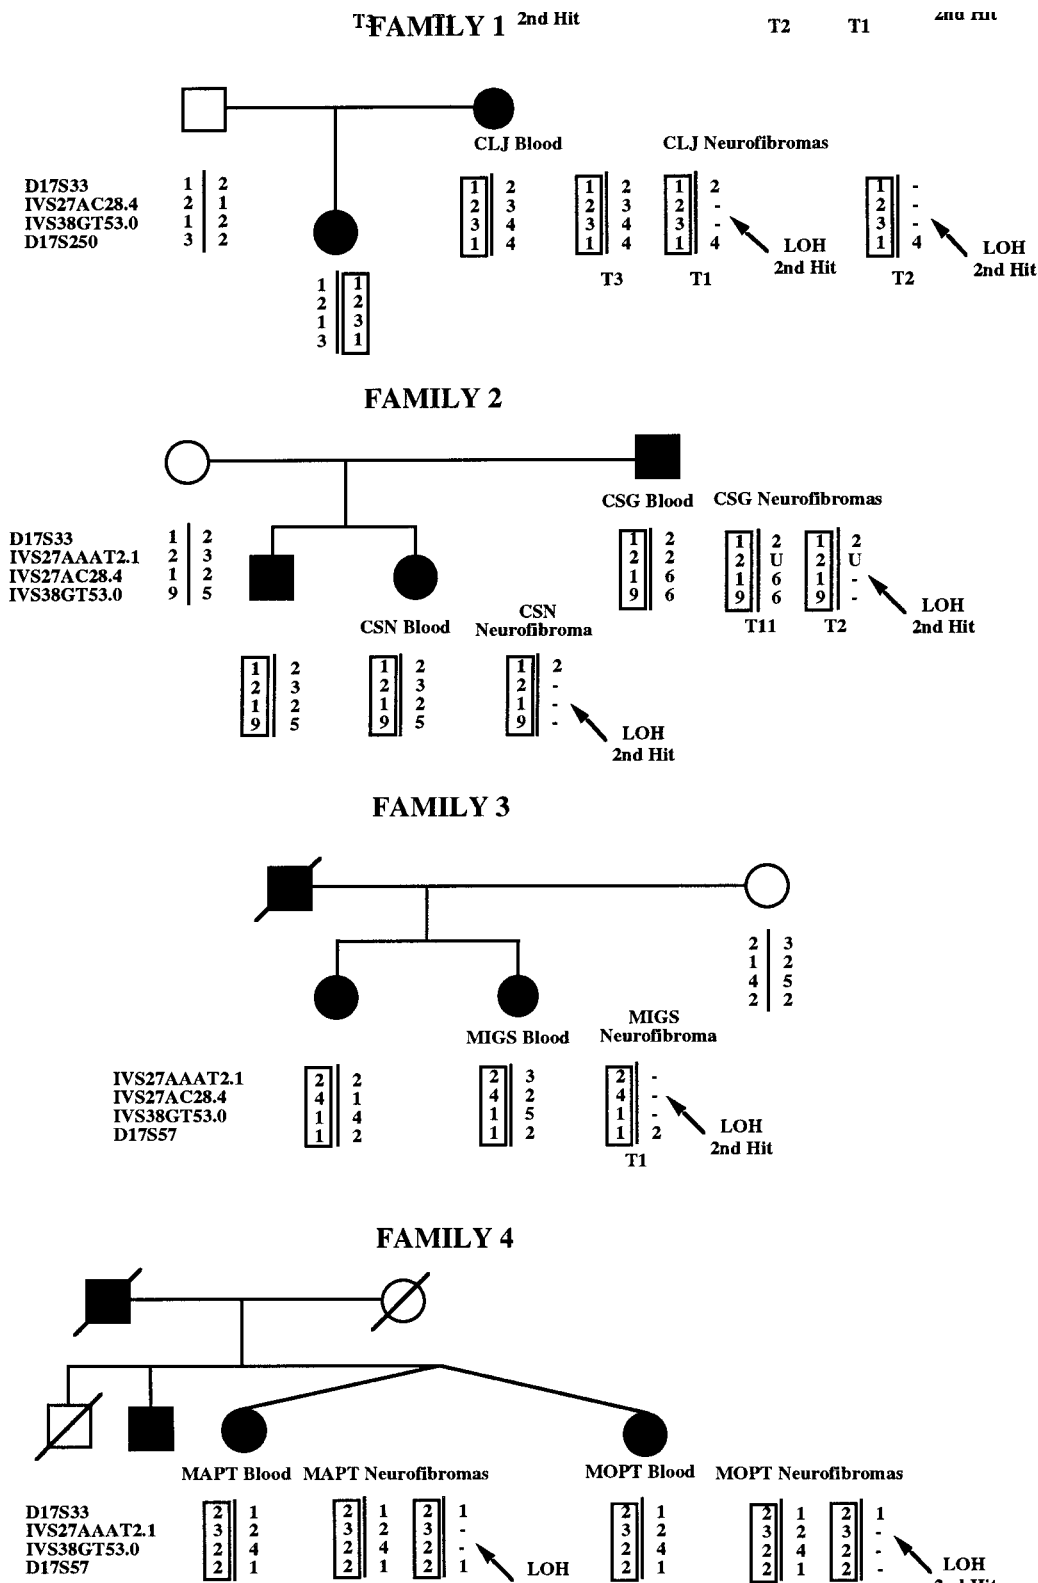 T3 T1 2nd Hit T2 T1 2nd Hit
FAMILY 1
CLJ Blood CLJ Neurofibromas
D17S33 1 2 1 2 1 2 1 2 1 -
IVS27AC28.4 2 1 2 3 2 3 2 - 2 -
IVS38GT53.0 1 2 3 4 3 4 3 - 3 -
D17S250 3 2 1 4 1 4 1 4 1 4
LOH LOH
2nd Hit 2nd Hit
T3 T1 T2
1 1
2 2
1 3
3 1
FAMILY 2
CSG Blood CSG Neurofibromas
D17S33 1 2 1 2 1 2 1 2
IVS27AAAT2.1 2 3 2 2 2 U 2 U
IVS27AC28.4 1 2 1 6 1 6 1 -
IVS38GT53.0 9 5 9 6 9 6 9 -
LOH
2nd Hit
T11 T2
CSN Blood CSN
Neurofibroma
1 2 1 2 1 2
2 3 2 3 2 -
1 2 1 2 1 -
9 5 9 5 9 -
LOH
2nd Hit
FAMILY 3
2 3
1 2
4 5
2 2
MIGS Blood MIGS
Neurofibroma
IVS27AAAT2.1 2 2 2 3 2 -
IVS27AC28.4 4 1 4 2 4 -
IVS38GT53.0 1 4 1 5 1 -
D17S57 1 2 1 2 1 2
LOH
2nd Hit
T1
FAMILY 4
MAPT Blood MAPT Neurofibromas MOPT Blood MOPT Neurofibromas
D17S33 2 1 2 1 2 1 2 1 2 1 2 1
IVS27AAAT2.1 3 2 3 2 3 - 3 2 3 2 3 -
IVS38GT53.0 2 4 2 4 2 - 2 4 2 4 2 -
D17S57 2 1 2 1 2 1 2 1 2 1 2 -
LOH LOH
2nd Hit